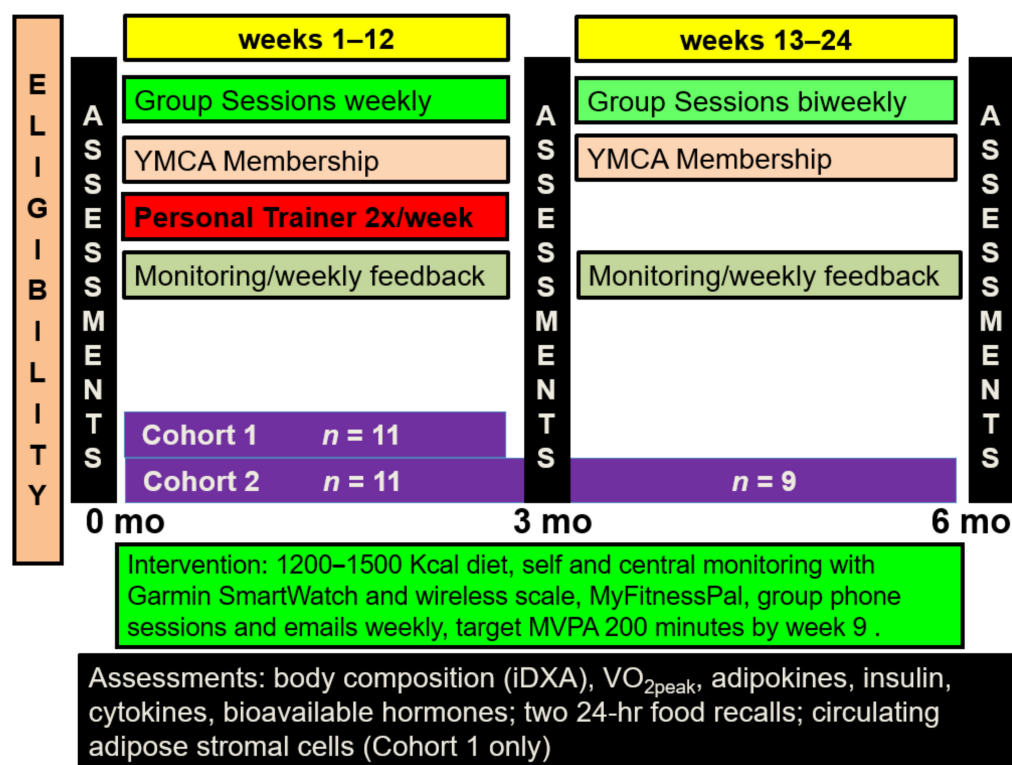 ELIGIBILITY
ASSESSMENTS
weeks 1–12
Group Sessions weekly
YMCA Membership
Personal Trainer 2x/week
Monitoring/weekly feedback
ASSESSMENTS
weeks 13–24
Group Sessions biweekly
YMCA Membership
Monitoring/weekly feedback
ASSESSMENTS
Cohort 1 n = 11
Cohort 2 n = 11 n = 9
0 mo 3 mo 6 mo
Intervention: 1200–1500 Kcal diet, self and central monitoring with
Garmin SmartWatch and wireless scale, MyFitnessPal, group phone
sessions and emails weekly, target MVPA 200 minutes by week 9 .
Assessments: body composition (iDXA), VO2peak, adipokines, insulin,
cytokines, bioavailable hormones; two 24-hr food recalls; circulating
adipose stromal cells (Cohort 1 only)